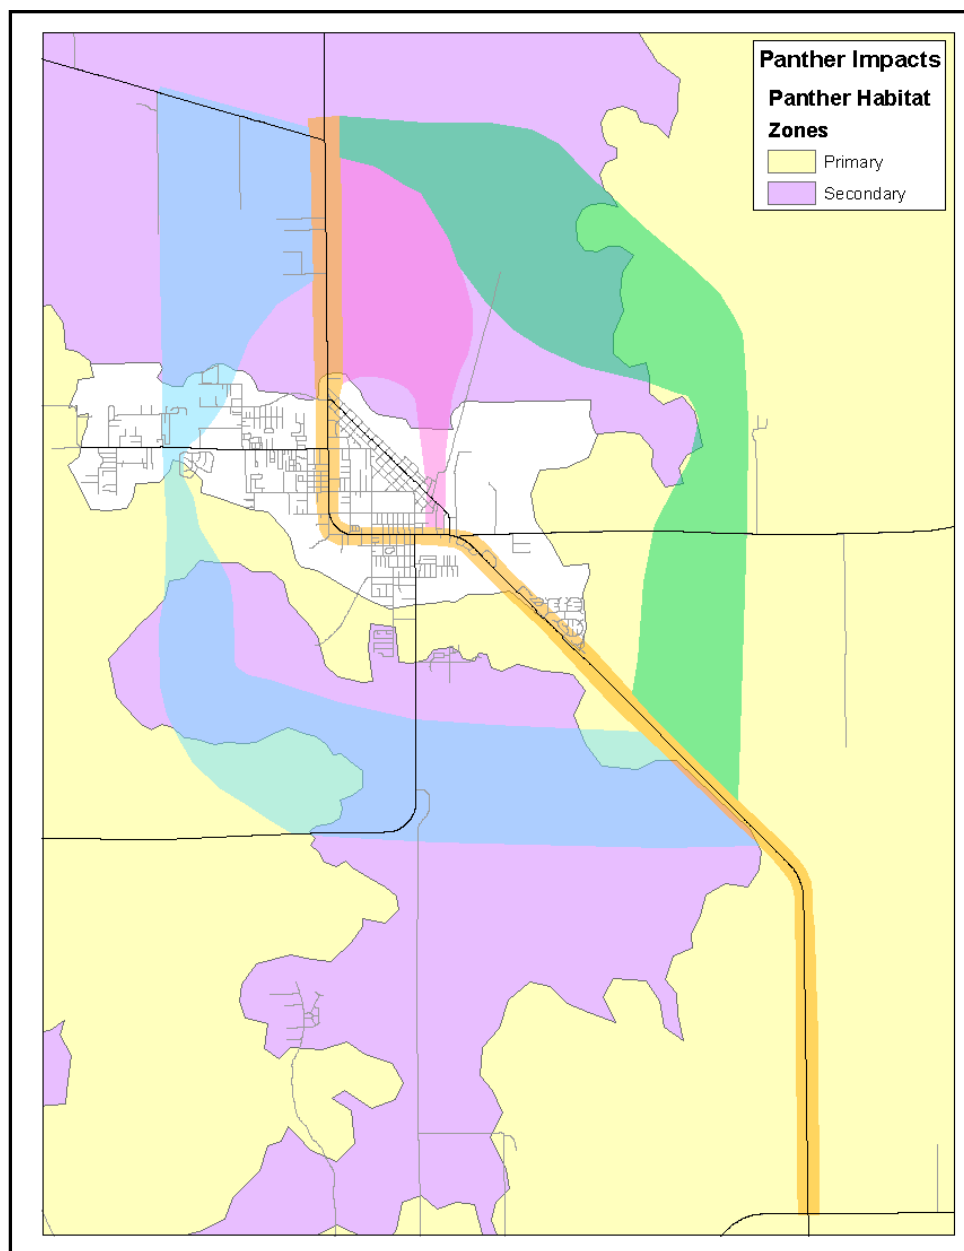 Panther Impacts
Panther Habitat
Zones
Primary
Secondary